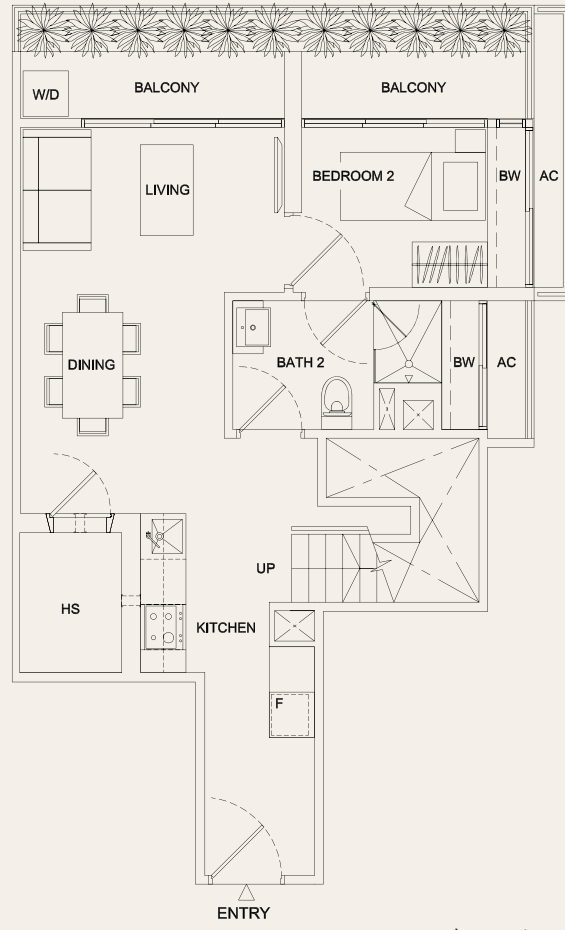 W/D
BALCONY
BALCONY
LIVING
BEDROOM 2
BW
AC
DINING
BATH 2
BW
AC
UP
HS
KITCHEN
F
ENTRY